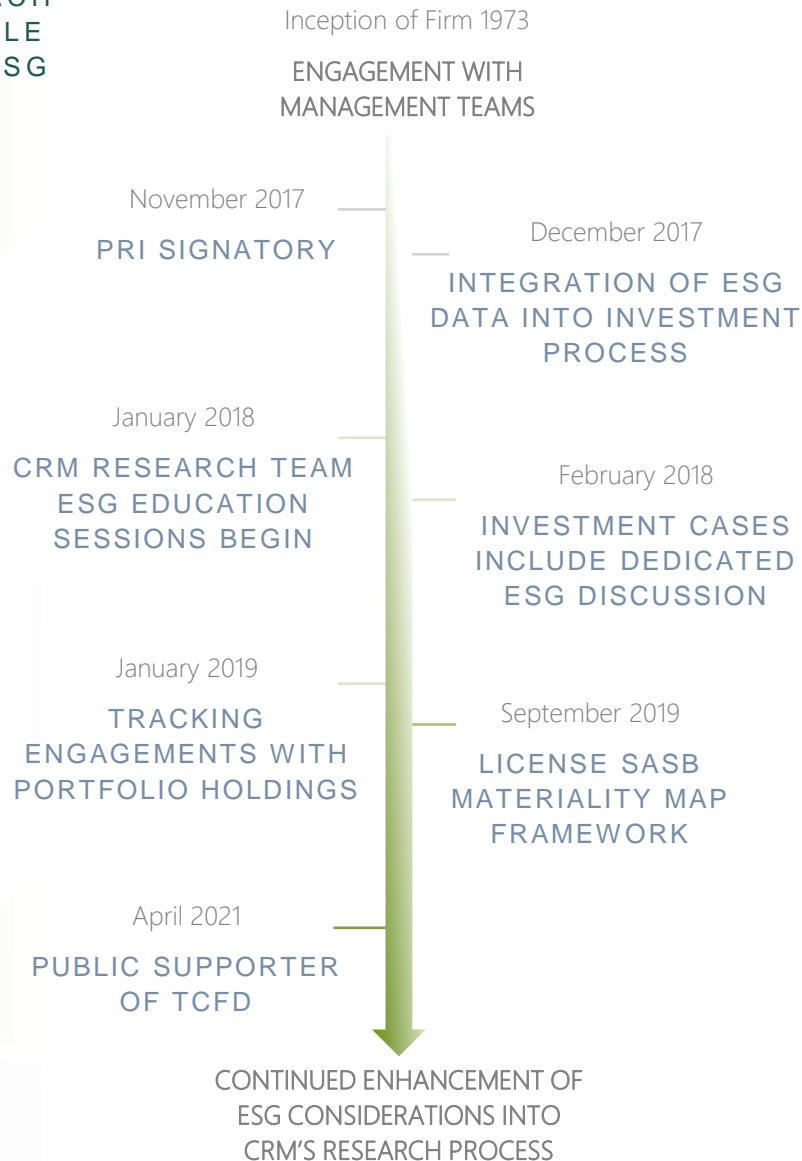 LE
SG
Inception of Firm 1973
ENGAGEMENT WITH
MANAGEMENT TEAMS
November 2017
PRI SIGNATORY
December 2017
INTEGRATION OF ESG
DATA INTO INVESTMENT
PROCESS
January 2018
CRM RESEARCH TEAM
ESG EDUCATION
SESSIONS BEGIN
February 2018
INVESTMENT CASES
INCLUDE DEDICATED
ESG DISCUSSION
January 2019
TRACKING
ENGAGEMENTS WITH
PORTFOLIO HOLDINGS
September 2019
LICENSE SASB
MATERIALITY MAP
FRAMEWORK
April 2021
PUBLIC SUPPORTER
OF TCFD
CONTINUED ENHANCEMENT OF
ESG CONSIDERATIONS INTO
CRM'S RESEARCH PROCESS